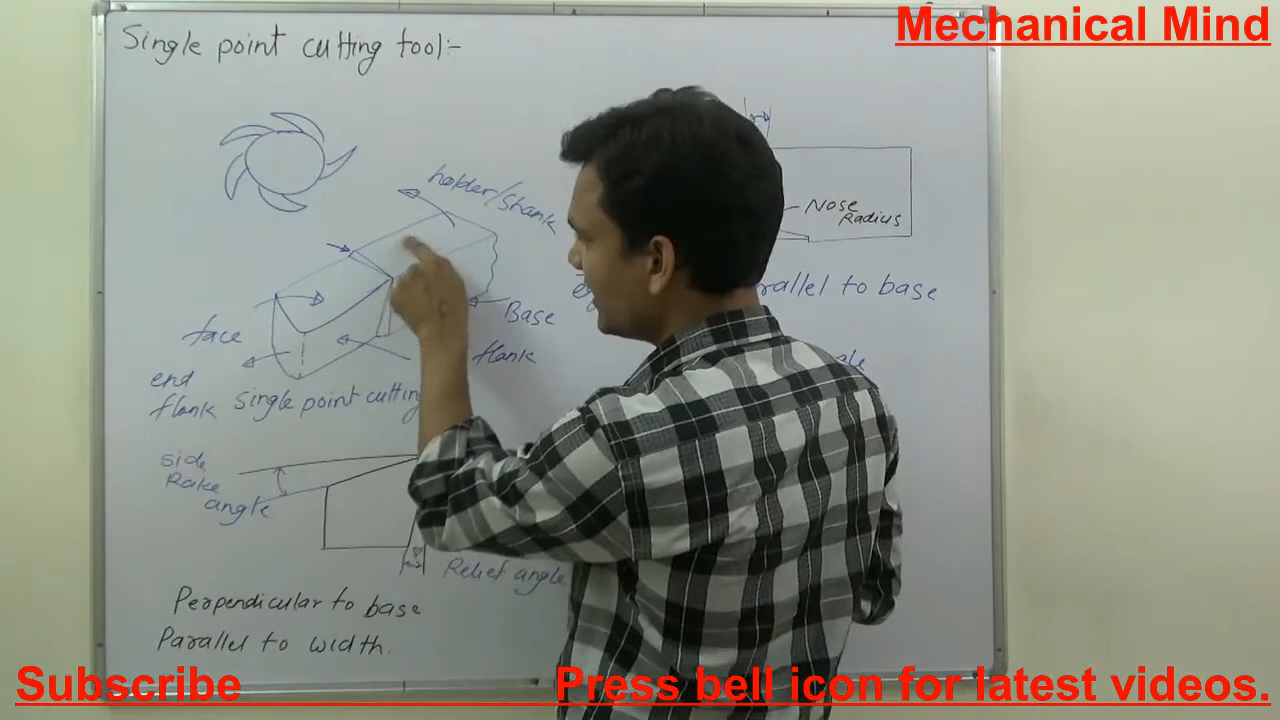 Mechanical Mind
Single point cutting tool:-
holder/Shank
Nose
Radius
Base
parallel to base
face
flank
end
flank
Single point cutting
side
Rake
angle
Relief angle
Perpendicular to base
Parallel to width.
Subscribe
Press bell icon for latest videos.